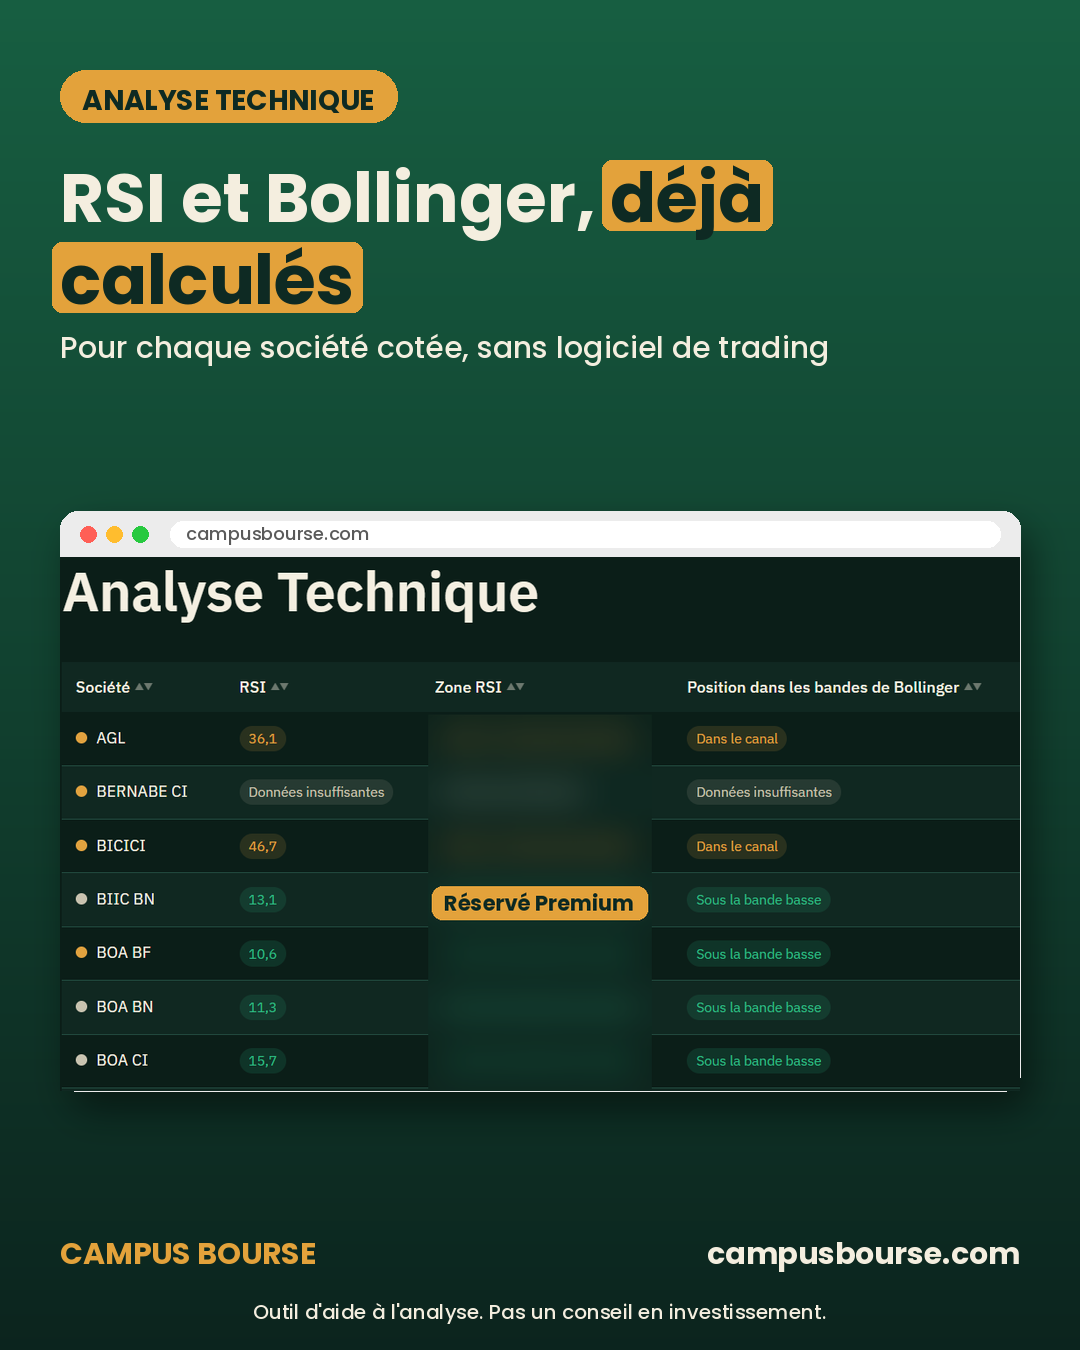 ANALYSE TECHNIQUE
RSI et Bollinger, déjà
calculés
Pour chaque société cotée, sans logiciel de trading
campusbourse.com
Analyse Technique
Société ▲▼ RSI ▲▼ Zone RSI ▲▼ Position dans les bandes de Bollinger ▲▼
AGL 36,1 Dans le canal
BERNABE CI Données insuffisantes Données insuffisantes
BICICI 46,7 Dans le canal
BIIC BN 13,1 Réservé Premium Sous la bande basse
BOA BF 10,6 Sous la bande basse
BOA BN 11,3 Sous la bande basse
BOA CI 15,7 Sous la bande basse
CAMPUS BOURSE campusbourse.com
Outil d'aide à l'analyse. Pas un conseil en investissement.